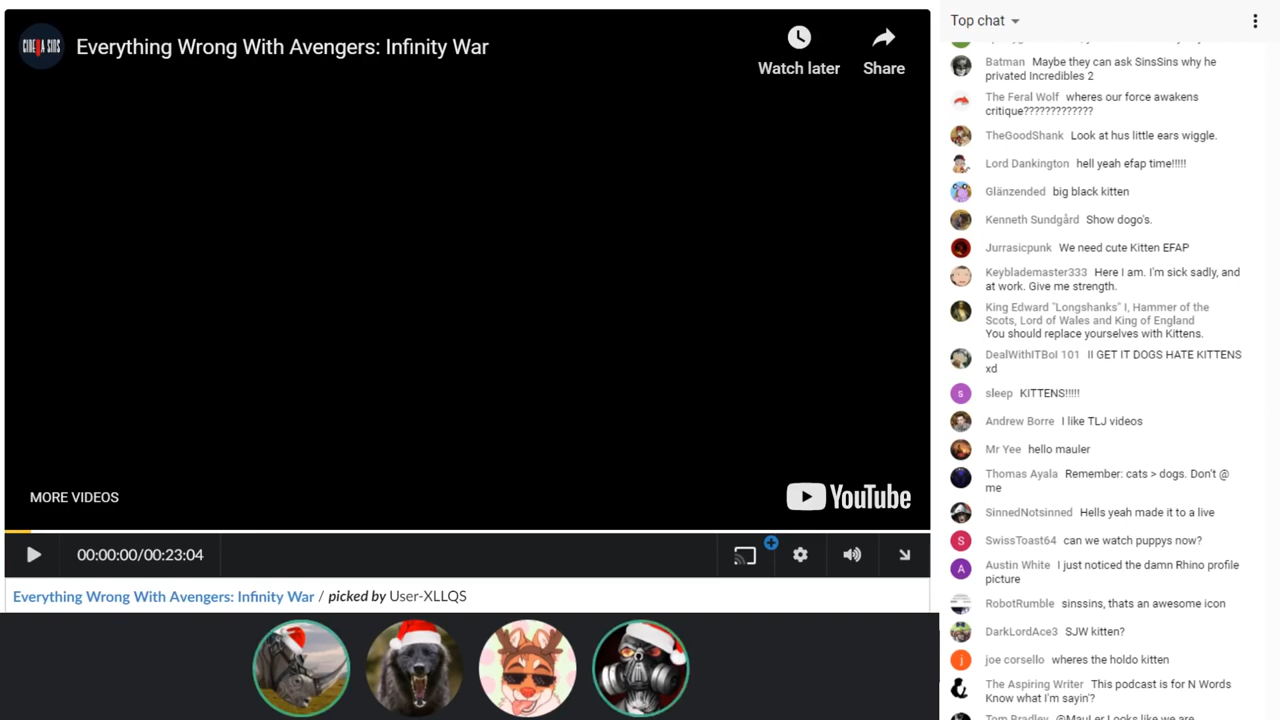 CINEMA SINS
Everything Wrong With Avengers: Infinity War
Watch later
Share
MORE VIDEOS
YouTube
00:00:00/00:23:04
Everything Wrong With Avengers: Infinity War / picked by User-XLLQS
Top chat
Batman Maybe they can ask SinsSins why he
privated Incredibles 2
The Feral Wolf wheres our force awakens
critique?????????????
TheGoodShank Look at hus little ears wiggle.
Lord Dankington hell yeah efap time!!!!!
Glänzended big black kitten
Kenneth Sundgård Show dogo's.
Jurrasicpunk We need cute Kitten EFAP
Keyblademaster333 Here I am. I'm sick sadly, and
at work. Give me strength.
King Edward "Longshanks" I, Hammer of the
Scots, Lord of Wales and King of England
You should replace yourselves with Kittens.
DealWithITBoI 101 II GET IT DOGS HATE KITTENS
xd
s
sleep KITTENS!!!!!
Andrew Borre I like TLJ videos
Mr Yee hello mauler
Thomas Ayala Remember: cats > dogs. Don't @
me
SinnedNotsinned Hells yeah made it to a live
S
SwissToast64 can we watch puppys now?
A
Austin White I just noticed the damn Rhino profile
picture
RobotRumble sinssins, thats an awesome icon
DarkLordAce3 SJW kitten?
j
joe corsello wheres the holdo kitten
The Aspiring Writer This podcast is for N Words
Know what I'm sayin'?
Tom Bradley @MauLer Looks like we are